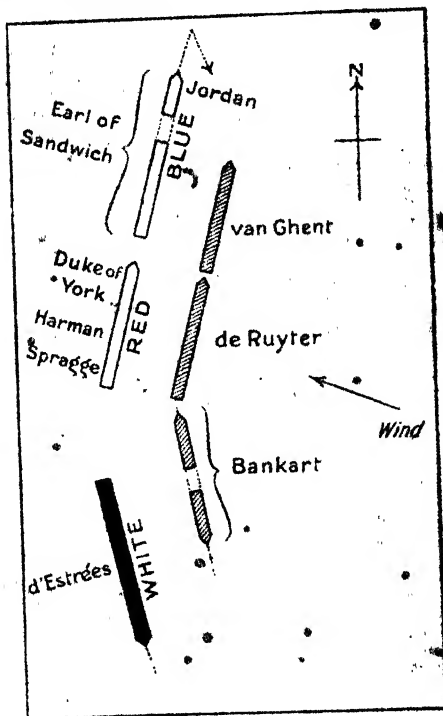 Jordan
Earl of
Sandwich
BLUE
N
van Ghent
Duke of
York
Harman
Spragge
RED
de Ruyter
Wind
Bankart
d'Estrées
WHITE